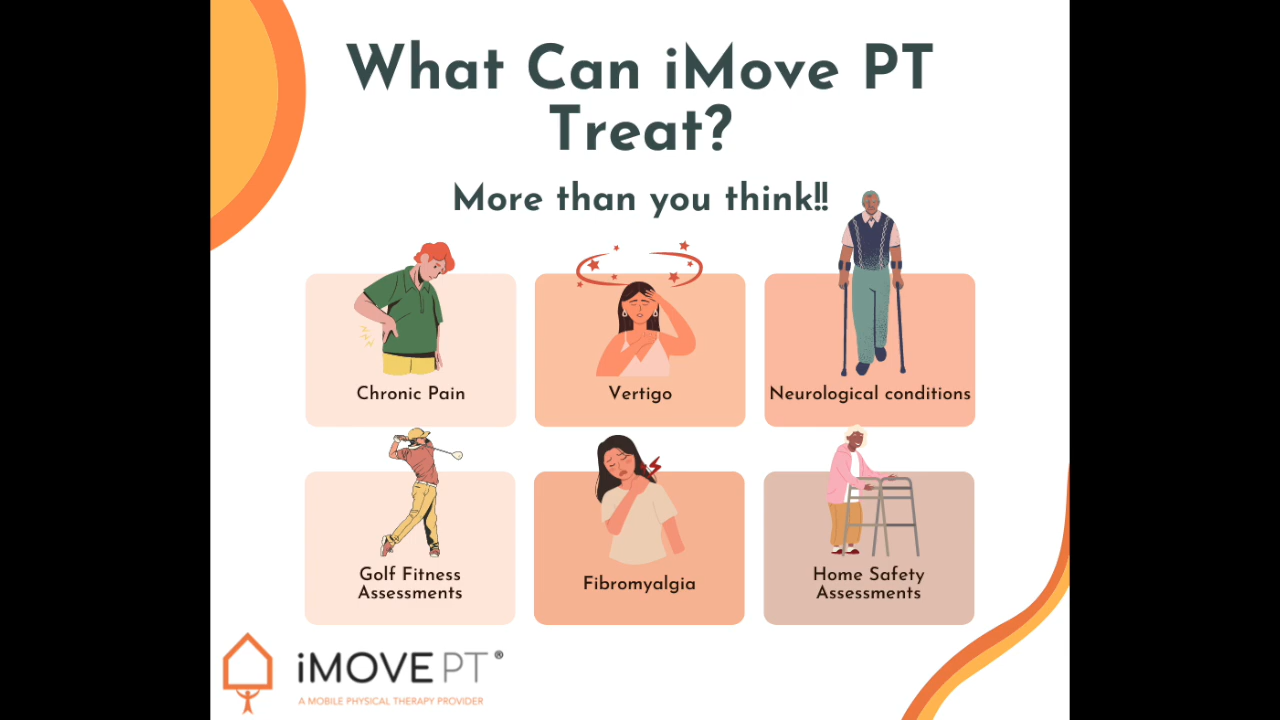 What Can iMove PT
Treat?
More than you think!!
Chronic Pain
Vertigo
Neurological conditions
Golf Fitness
Assessments
Fibromyalgia
Home Safety
Assessments
iMOVE PT®
A MOBILE PHYSICAL THERAPY PROVIDER